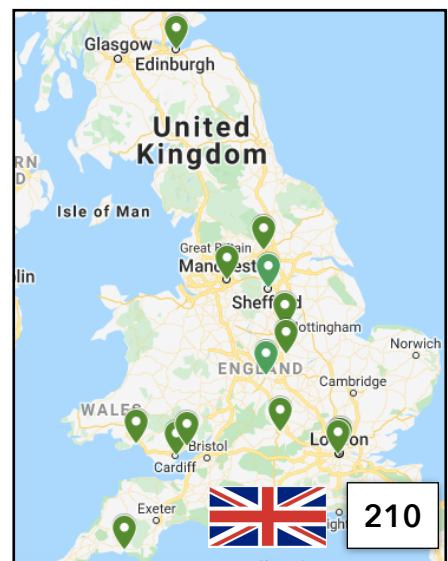 Glasgow
Edinburgh
United
Kingdom
Isle of Man
Great Britain
Sheffield
Nottingham
Norwich
ENGLAND
Cambridge
WALES
London
Bristol
Cardiff
Exeter
210